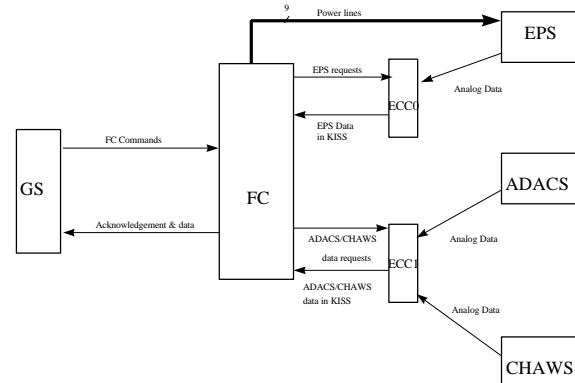 9
Power lines
EPS
EPS requests
ECC0
Analog Data
EPS Data
in KISS
FC Commands
GS
FC
ADACS
Acknowledgement & data
ADACS/CHAWS
data requests
ECC1
Analog Data
ADACS/CHAWS
data in KISS
Analog Data
CHAWS